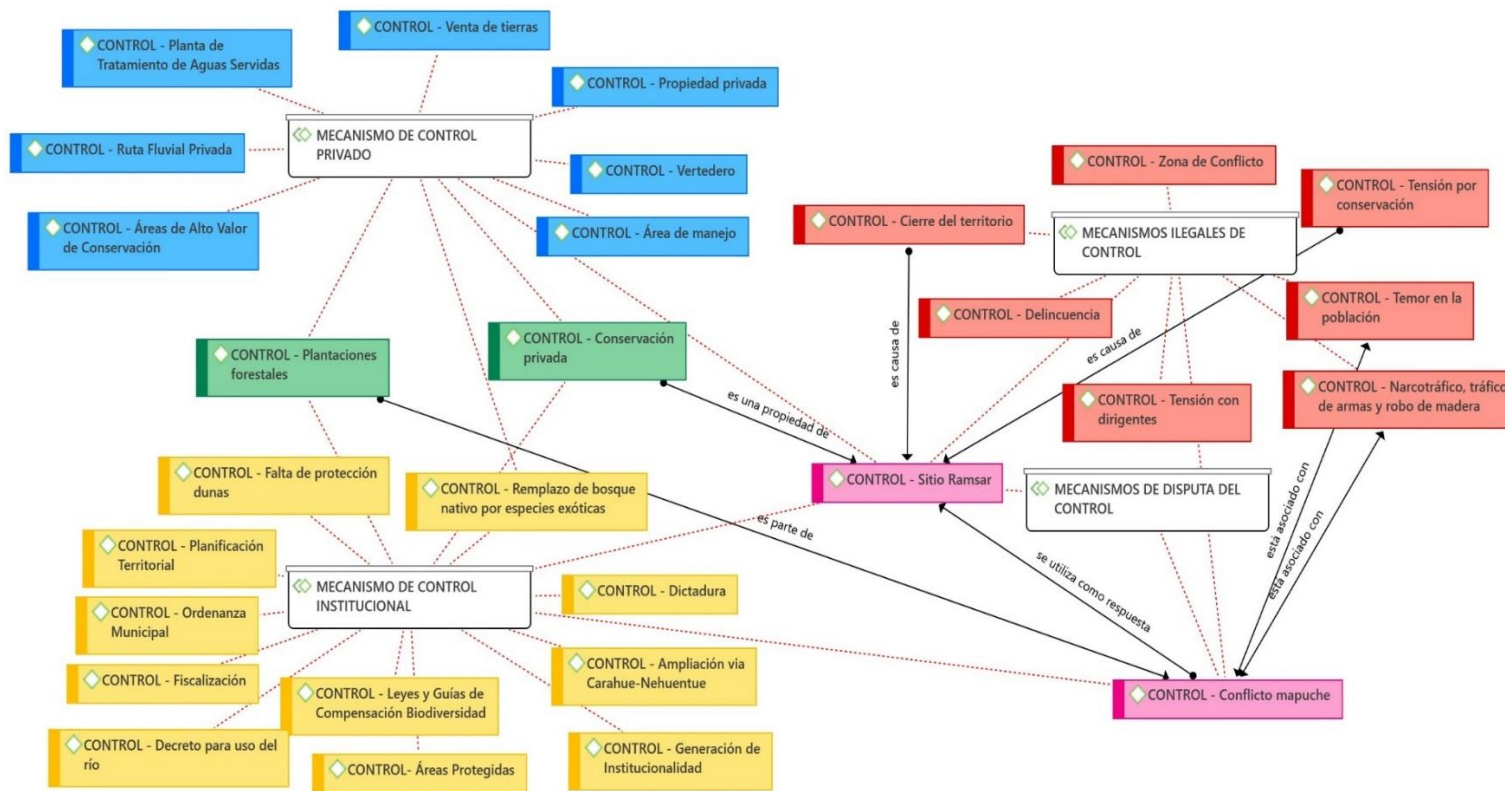 CONTROL - Venta de tierras
CONTROL - Planta de
Tratamiento de Aguas Servidas
CONTROL - Propiedad privada
MECANISMO DE CONTROL
PRIVADO
CONTROL - Ruta Fluvial Privada
CONTROL - Vertedero
CONTROL - Áreas de Alto Valor
de Conservación
CONTROL - Área de manejo
CONTROL - Zona de Conflicto
CONTROL - Tensión por
conservación
CONTROL - Cierre del territorio
MECANISMOS ILEGALES DE
CONTROL
CONTROL - Delincuencia
CONTROL - Temor en la
población
es causa de
es causa de
CONTROL - Plantaciones
forestales
CONTROL - Conservación
privada
CONTROL - Tensión con
dirigentes
CONTROL - Narcotráfico, tráfico
de armas y robo de madera
es una propiedad de
CONTROL - Falta de protección
dunas
CONTROL - Remplazo de bosque
nativo por especies exóticas
CONTROL - Sitio Ramsar
MECANISMOS DE DISPUTA DEL
CONTROL
es parte de
está asociado con
está asociado con
se utiliza como respuesta
CONTROL - Planificación
Territorial
MECANISMO DE CONTROL
INSTITUCIONAL
CONTROL - Dictadura
CONTROL - Ordenanza
Municipal
CONTROL - Fiscalización
CONTROL - Leyes y Guías de
Compensación Biodiversidad
CONTROL - Ampliación via
Carahue-Nehuentue
CONTROL - Conflicto mapuche
CONTROL - Decreto para uso del
río
CONTROL- Áreas Protegidas
CONTROL - Generación de
Institucionalidad